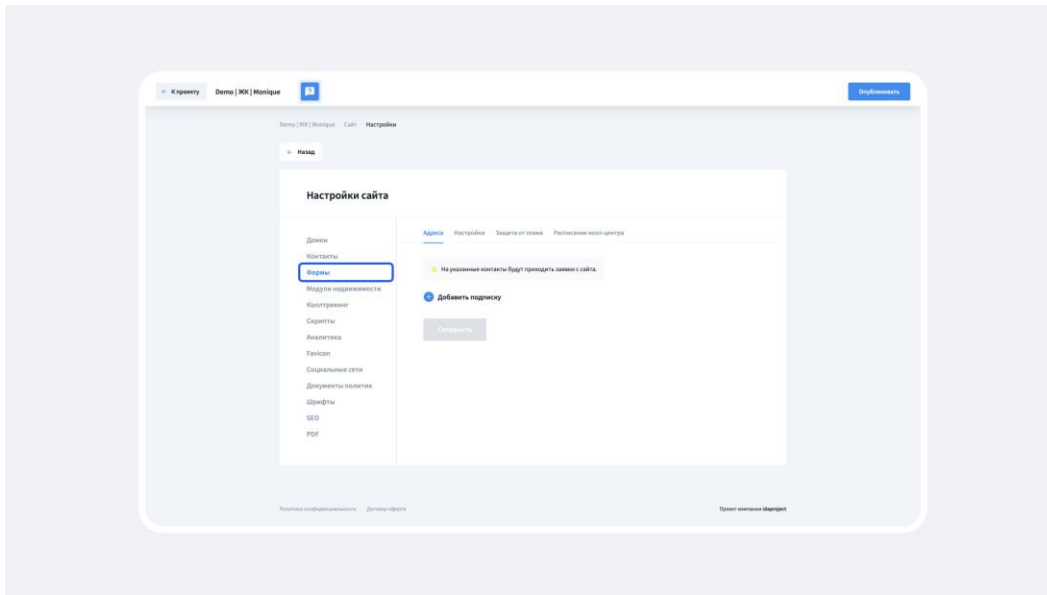 ← К проекту Demo | ЖК | Monique ? Опубликовать
Demo | ЖК | Monique Сайт Настройки
← Назад
Настройки сайта
Адреса Настройки Защита от спама Расписание колл-центра
Домен
Контакты
На указанные контакты будут приходить заявки с сайта.
Формы
Модули недвижимости
+ Добавить подписку
Коллтрекинг
Скрипты
Сохранить
Аналитика
Favicon
Социальные сети
Документы политик
Шрифты
SEO
PDF
Политика конфиденциальности Договор оферта Проект компании idaproject